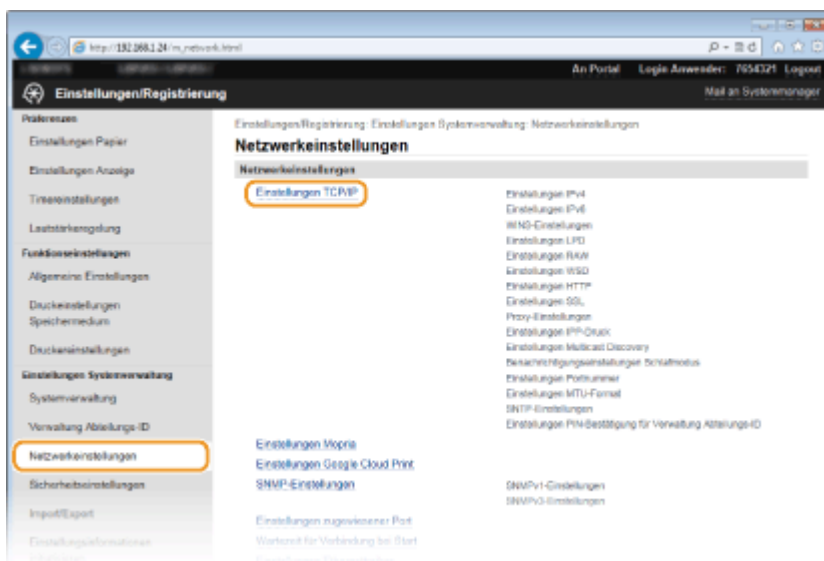 http://192.168.1.24/m_network.html
An Portal Login Anwender: 7654321 Logout
Einstellungen/Registrierung
Mail an Systemmanager
Präferenzen
Einstellungen Papier
Einstellungen Anzeige
Timereinstellungen
Lautstärkeregelung
Funktionseinstellungen
Allgemeine Einstellungen
Druckeinstellungen
Speichermedium
Druckereinstellungen
Einstellungen Systemverwaltung
Systemverwaltung
Verwaltung Abteilungs-ID
Netzwerkeinstellungen
Sicherheitseinstellungen
Import/Export
Einstellungsinformationen
Einstellungen/Registrierung: Einstellungen Systemverwaltung: Netzwerkeinstellungen
Netzwerkeinstellungen
Netzwerkeinstellungen
Einstellungen TCP/IP
Einstellungen IPv4
Einstellungen IPv6
WINS-Einstellungen
Einstellungen LPD
Einstellungen RAW
Einstellungen WSD
Einstellungen HTTP
Einstellungen SSL
Proxy-Einstellungen
Einstellungen IPP-Druck
Einstellungen Multicast Discovery
Benachrichtigungseinstellungen Schlafmodus
Einstellungen Portnummer
Einstellungen MTU-Format
SNTP-Einstellungen
Einstellungen PIN-Bestätigung für Verwaltung Abteilungs-ID
Einstellungen Mopria
Einstellungen Google Cloud Print
SNMP-Einstellungen
SNMPv1-Einstellungen
SNMPv3-Einstellungen
Einstellungen zugewiesener Port
Wartezeit für Verbindung bei Start